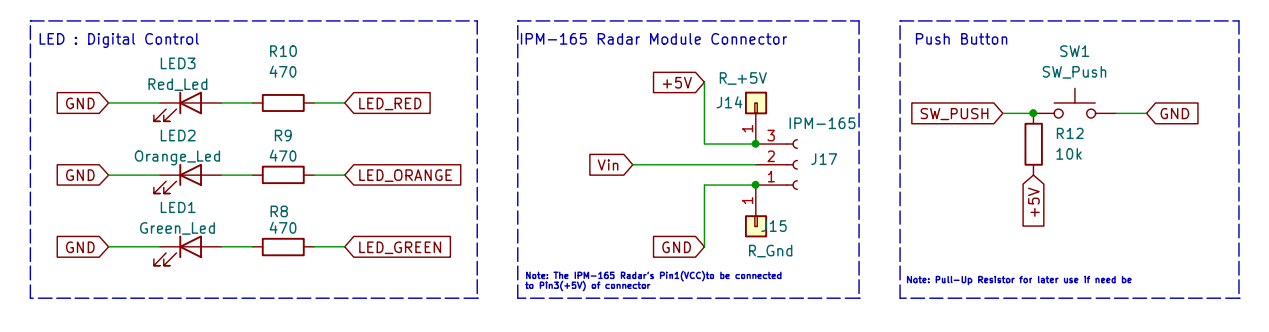 LED : Digital Control
LED3
Red_Led
R10
470
GND
LED_RED
LED2
Orange_Led
R9
470
GND
LED_ORANGE
LED1
Green_Led
R8
470
GND
LED_GREEN
IPM-165 Radar Module Connector
+5V
R_+5V
J14
1
IPM-165
3
2
1
J17
Vin
1
J15
GND
R_Gnd
Note: The IPM-165 Radar's Pin1(VCC)to be connected
to Pin3(+5V) of connector
Push Button
SW1
SW_Push
SW_PUSH
GND
R12
10k
+5V
Note: Pull-Up Resistor for later use if need be